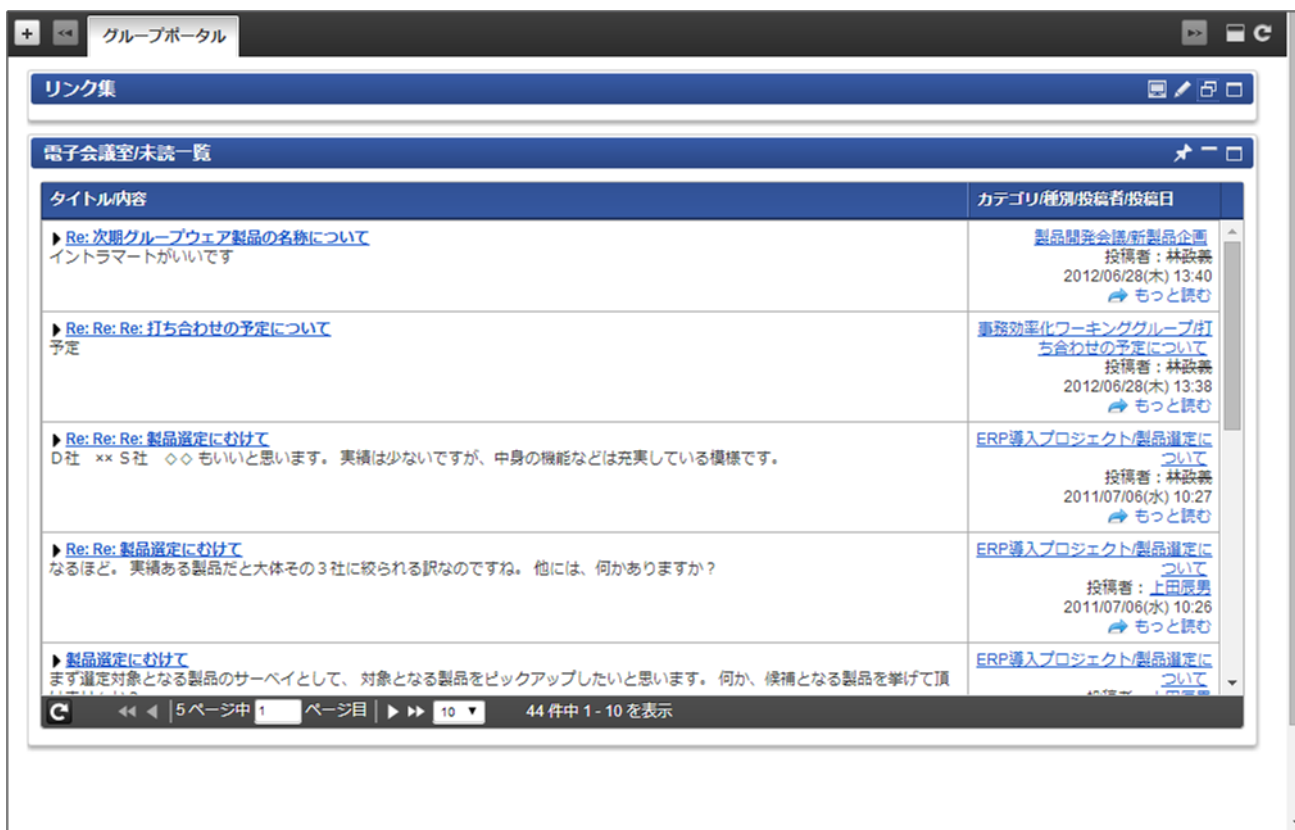 グループポータル
リンク集
電子会議室/未読一覧
タイトル/内容
カテゴリ/種別/投稿者/投稿日
Re: 次期グループウェア製品の名称について
イントラマートがいいです
製品開発会議/新製品企画
投稿者：林政義
2012/06/28(木) 13:40
もっと読む
Re: Re: Re: 打ち合わせの予定について
予定
事務効率化ワーキンググループ/打
ち合わせの予定について
投稿者：林政義
2012/06/28(木) 13:38
もっと読む
Re: Re: Re: 製品選定にむけて
D社　××S社　◇◇もいいと思います。 実績は少ないですが、中身の機能などは充実している模様です。
ERP導入プロジェクト/製品選定に
ついて
投稿者：林政義
2011/07/06(水) 10:27
もっと読む
Re: Re: 製品選定にむけて
なるほど。 実績ある製品だと大体その３社に絞られる訳なのですね。 他には、何かありますか？
ERP導入プロジェクト/製品選定に
ついて
投稿者：上田辰男
2011/07/06(水) 10:26
もっと読む
製品選定にむけて
まず選定対象となる製品のサーベイとして、 対象となる製品をピックアップしたいと思います。 何か、候補となる製品を挙げて頂
ERP導入プロジェクト/製品選定に
ついて
投稿者：上田辰男
5ページ中 1 ページ目 10 44 件中 1 - 10 を表示